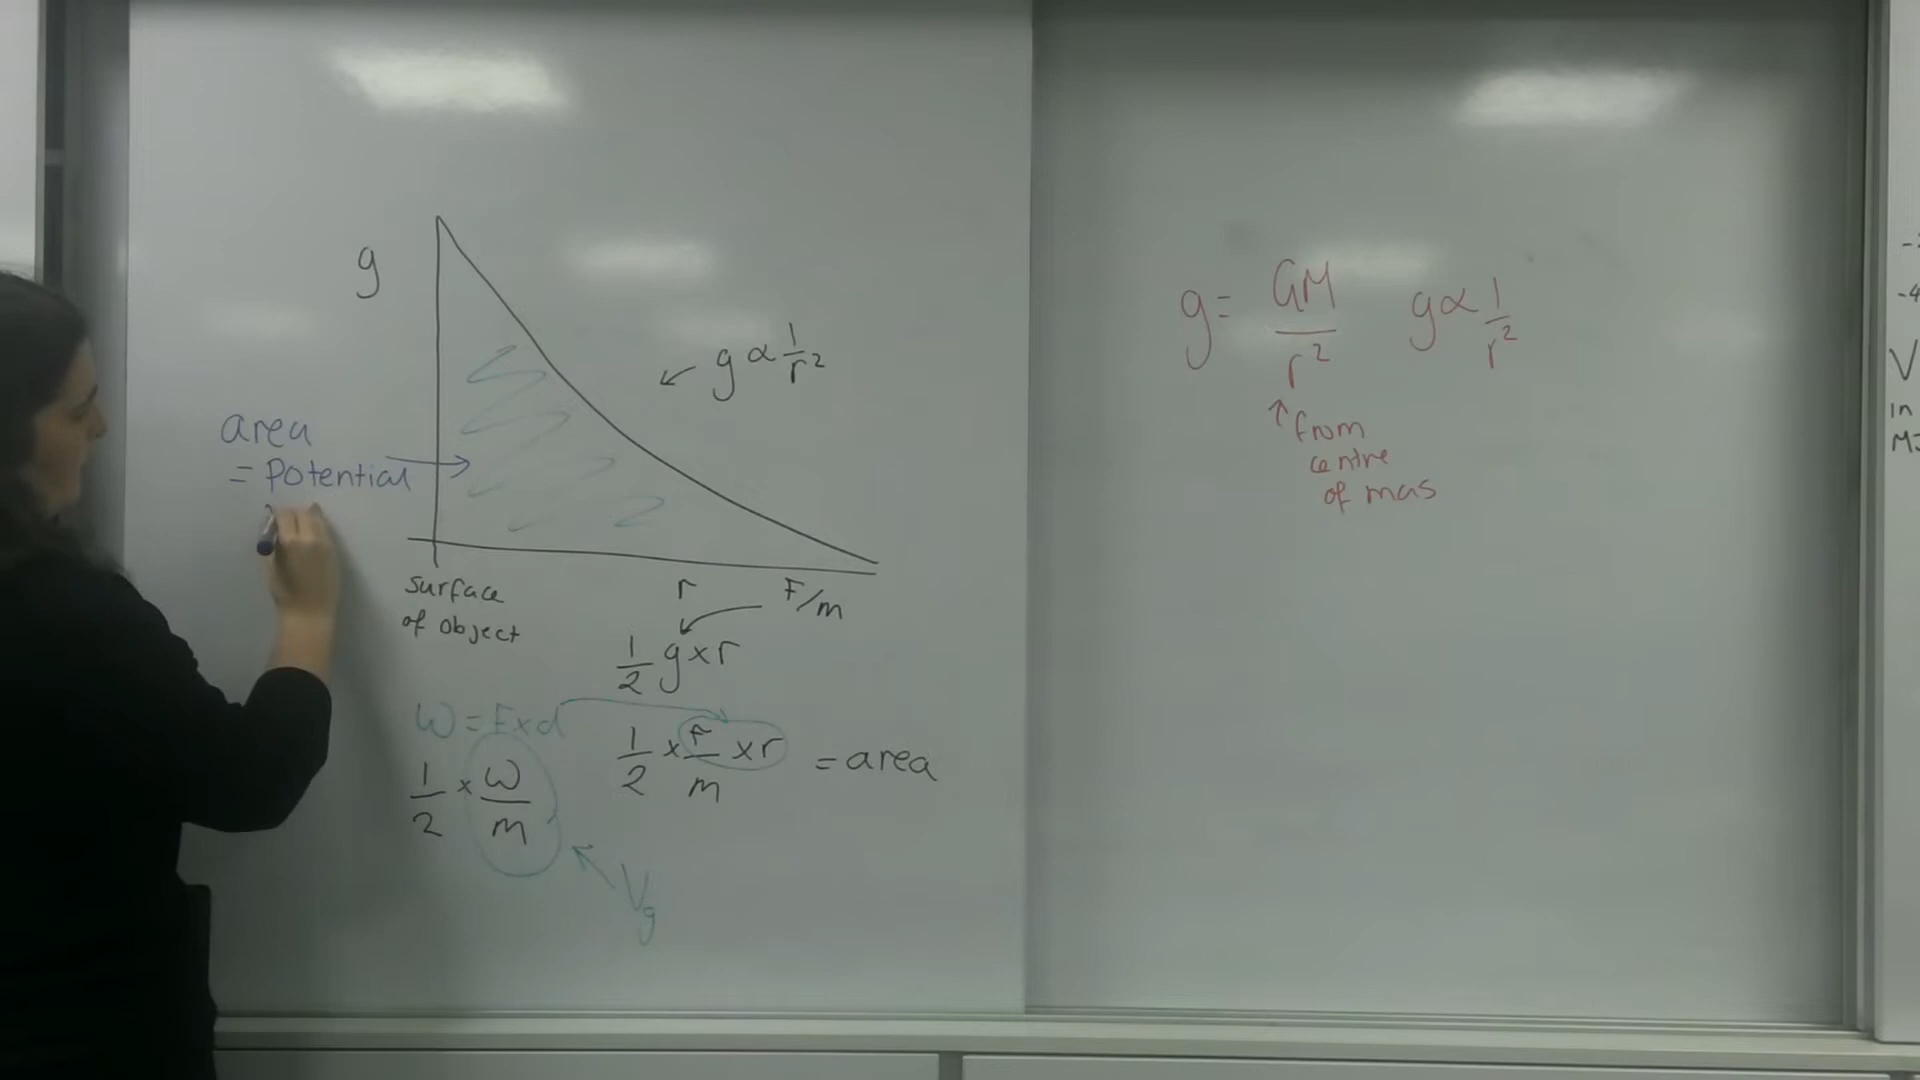 g
g ∝ 1/r²
area
= Potential
surface
of object
r
F/m
1/2 g × r
W = F × d
1/2 × F/m × r = area
1/2 × W/m
Vg
g = GM/r²
g ∝ 1/r²
↑ from
centre
of mas
V
in